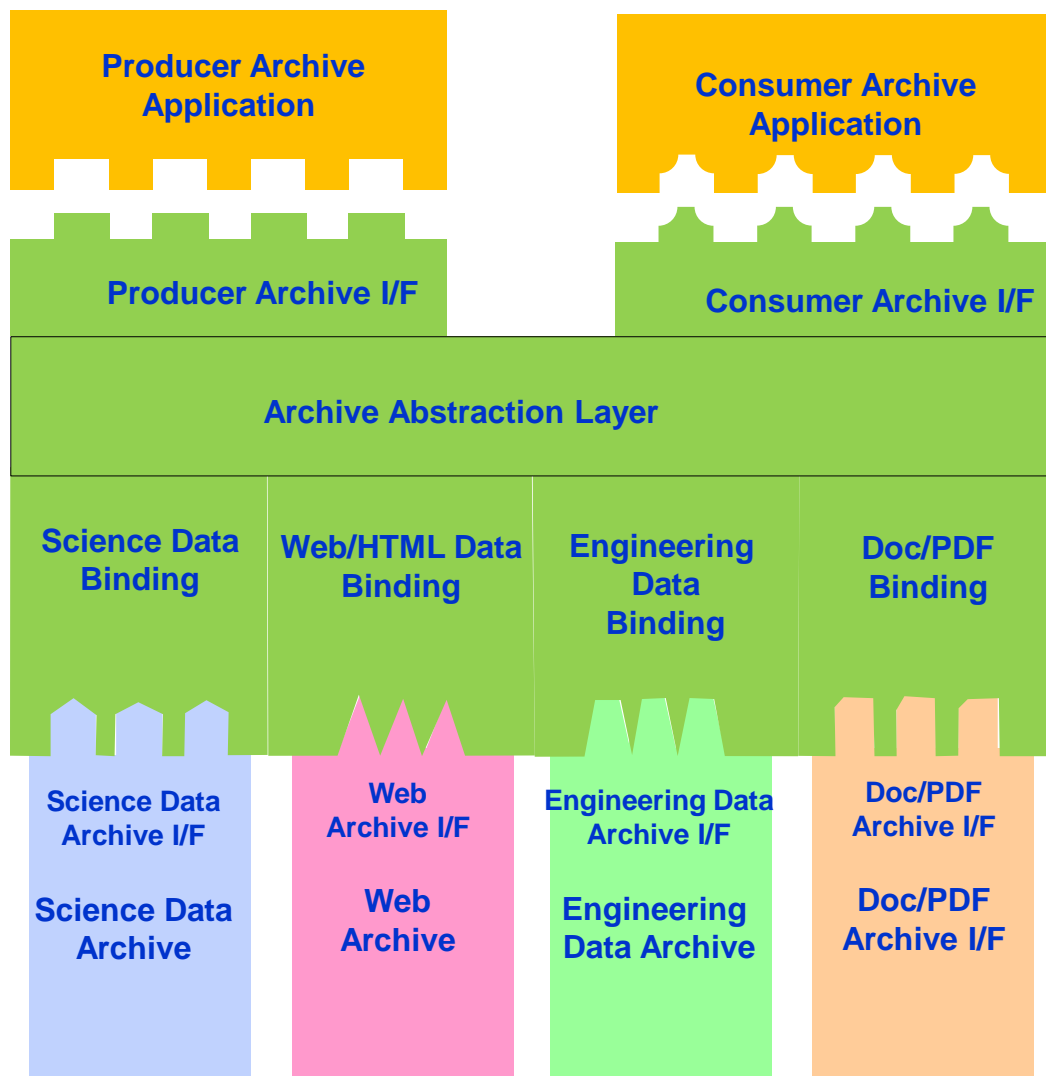 Producer Archive
Application
Consumer Archive
Application
Producer Archive I/F
Consumer Archive I/F
Archive Abstraction Layer
Science Data
Binding
Web/HTML Data
Binding
Engineering
Data
Binding
Doc/PDF
Binding
Science Data
Archive I/F
Web
Archive I/F
Engineering Data
Archive I/F
Doc/PDF
Archive I/F
Science Data
Archive
Web
Archive
Engineering
Data Archive
Doc/PDF
Archive I/F